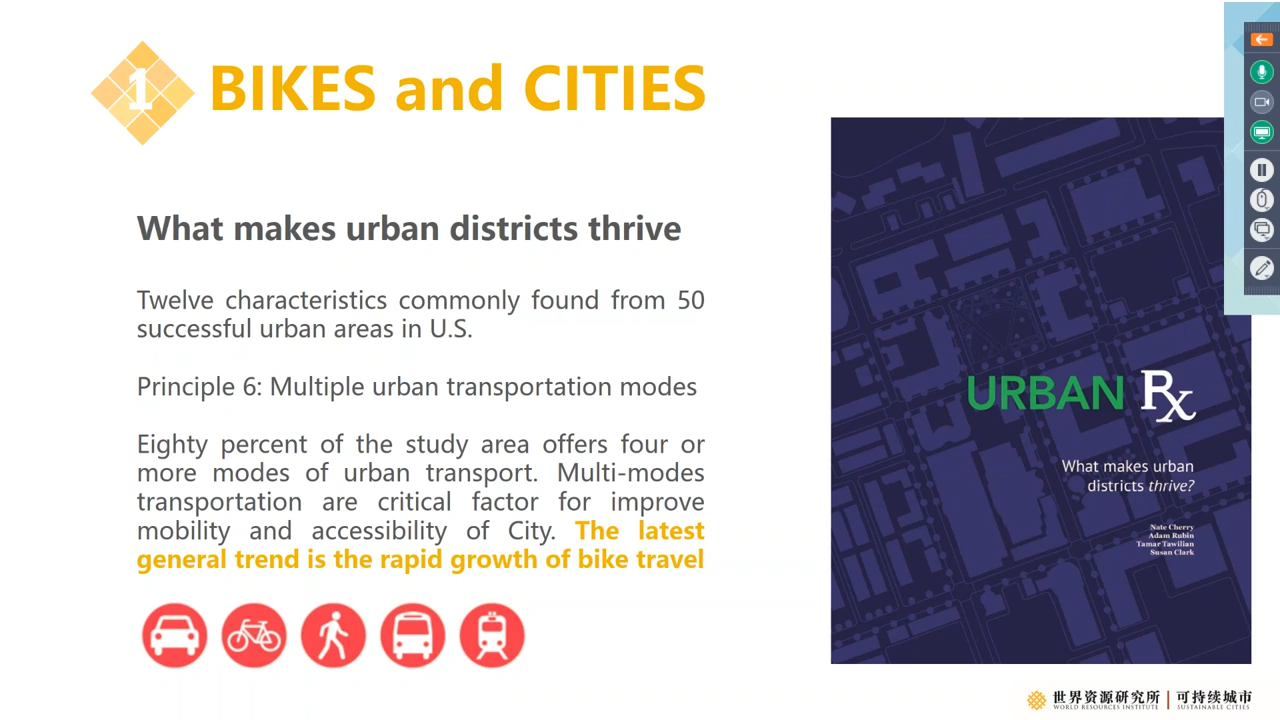 1 BIKES and CITIES
What makes urban districts thrive
Twelve characteristics commonly found from 50
successful urban areas in U.S.
Principle 6: Multiple urban transportation modes
Eighty percent of the study area offers four or
more modes of urban transport. Multi-modes
transportation are critical factor for improve
mobility and accessibility of City. The latest
general trend is the rapid growth of bike travel
URBAN Rx
What makes urban
districts thrive?
Nate Cherry
Adam Rubin
Tamar Tawilian
Susan Clark
世界资源研究所 | 可持续城市
WORLD RESOURCES INSTITUTE | SUSTAINABLE CITIES